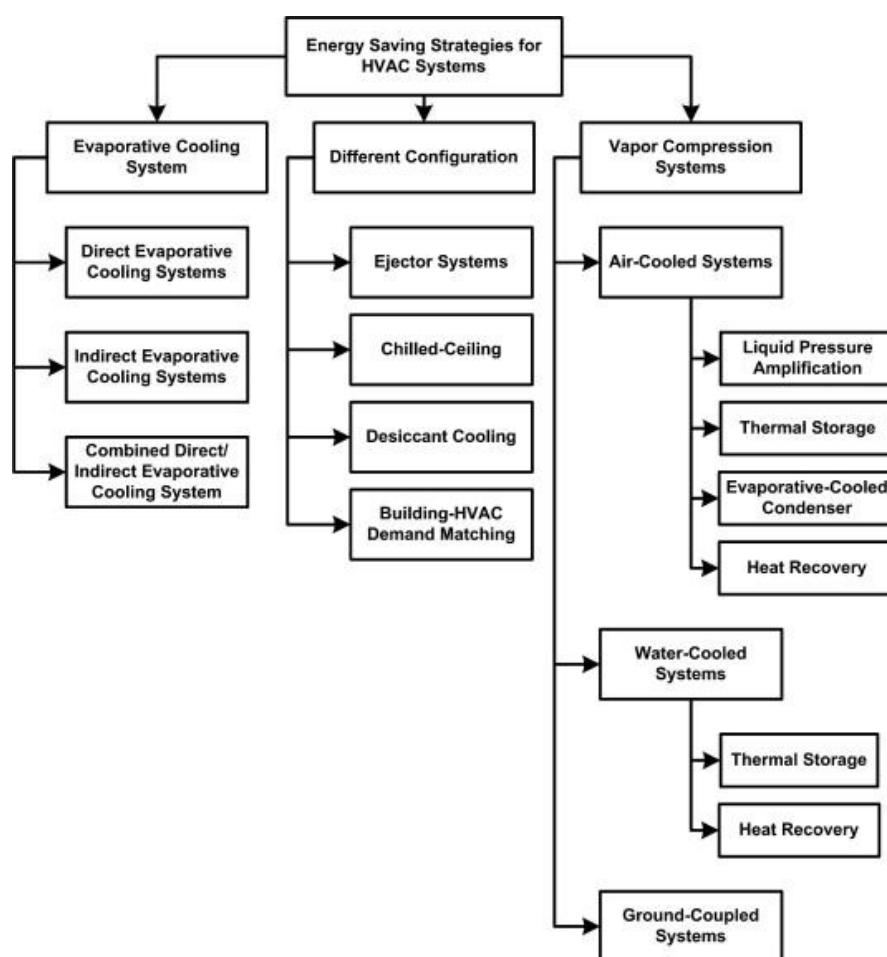 Energy Saving Strategies for
HVAC Systems
Evaporative Cooling
System
Different Configuration
Vapor Compression
Systems
Direct Evaporative
Cooling Systems
Indirect Evaporative
Cooling Systems
Combined Direct/
Indirect Evaporative
Cooling System
Ejector Systems
Chilled-Ceiling
Desiccant Cooling
Building-HVAC
Demand Matching
Air-Cooled Systems
Liquid Pressure
Amplification
Thermal Storage
Evaporative-Cooled
Condenser
Heat Recovery
Water-Cooled
Systems
Thermal Storage
Heat Recovery
Ground-Coupled
Systems